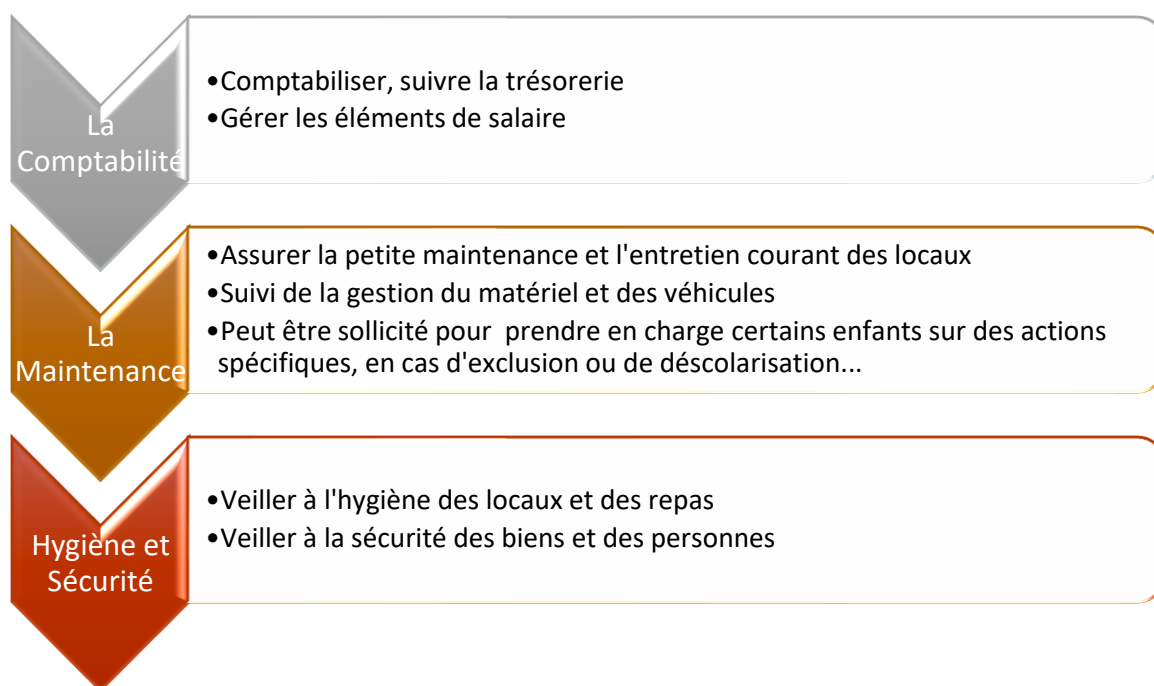 La
Comptabilité
•Comptabiliser, suivre la trésorerie
•Gérer les éléments de salaire
La
Maintenance
•Assurer la petite maintenance et l'entretien courant des locaux
•Suivi de la gestion du matériel et des véhicules
•Peut être sollicité pour  prendre en charge certains enfants sur des actions
spécifiques, en cas d'exclusion ou de déscolarisation...
Hygiène et
Sécurité
•Veiller à l'hygiène des locaux et des repas
•Veiller à la sécurité des biens et des personnes